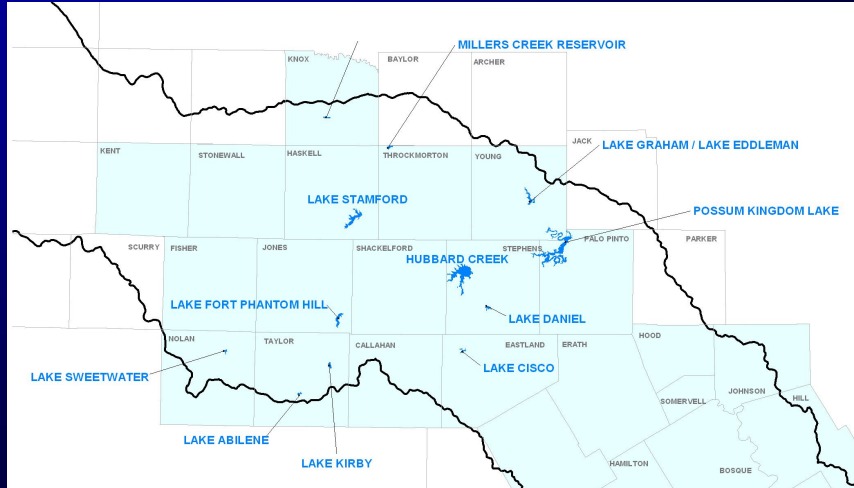 MILLERS CREEK RESERVOIR
KNOX
BAYLOR
ARCHER
JACK
LAKE GRAHAM / LAKE EDDLEMAN
KENT
STONEWALL
HASKELL
THROCKMORTON
YOUNG
LAKE STAMFORD
POSSUM KINGDOM LAKE
SCURRY
FISHER
JONES
SHACKELFORD
STEPHENS
PALO PINTO
PARKER
HUBBARD CREEK
LAKE FORT PHANTOM HILL
LAKE DANIEL
NOLAN
TAYLOR
CALLAHAN
EASTLAND
ERATH
HOOD
LAKE SWEETWATER
LAKE CISCO
JOHNSON
SOMERVELL
HILL
LAKE ABILENE
LAKE KIRBY
HAMILTON
BOSQUE